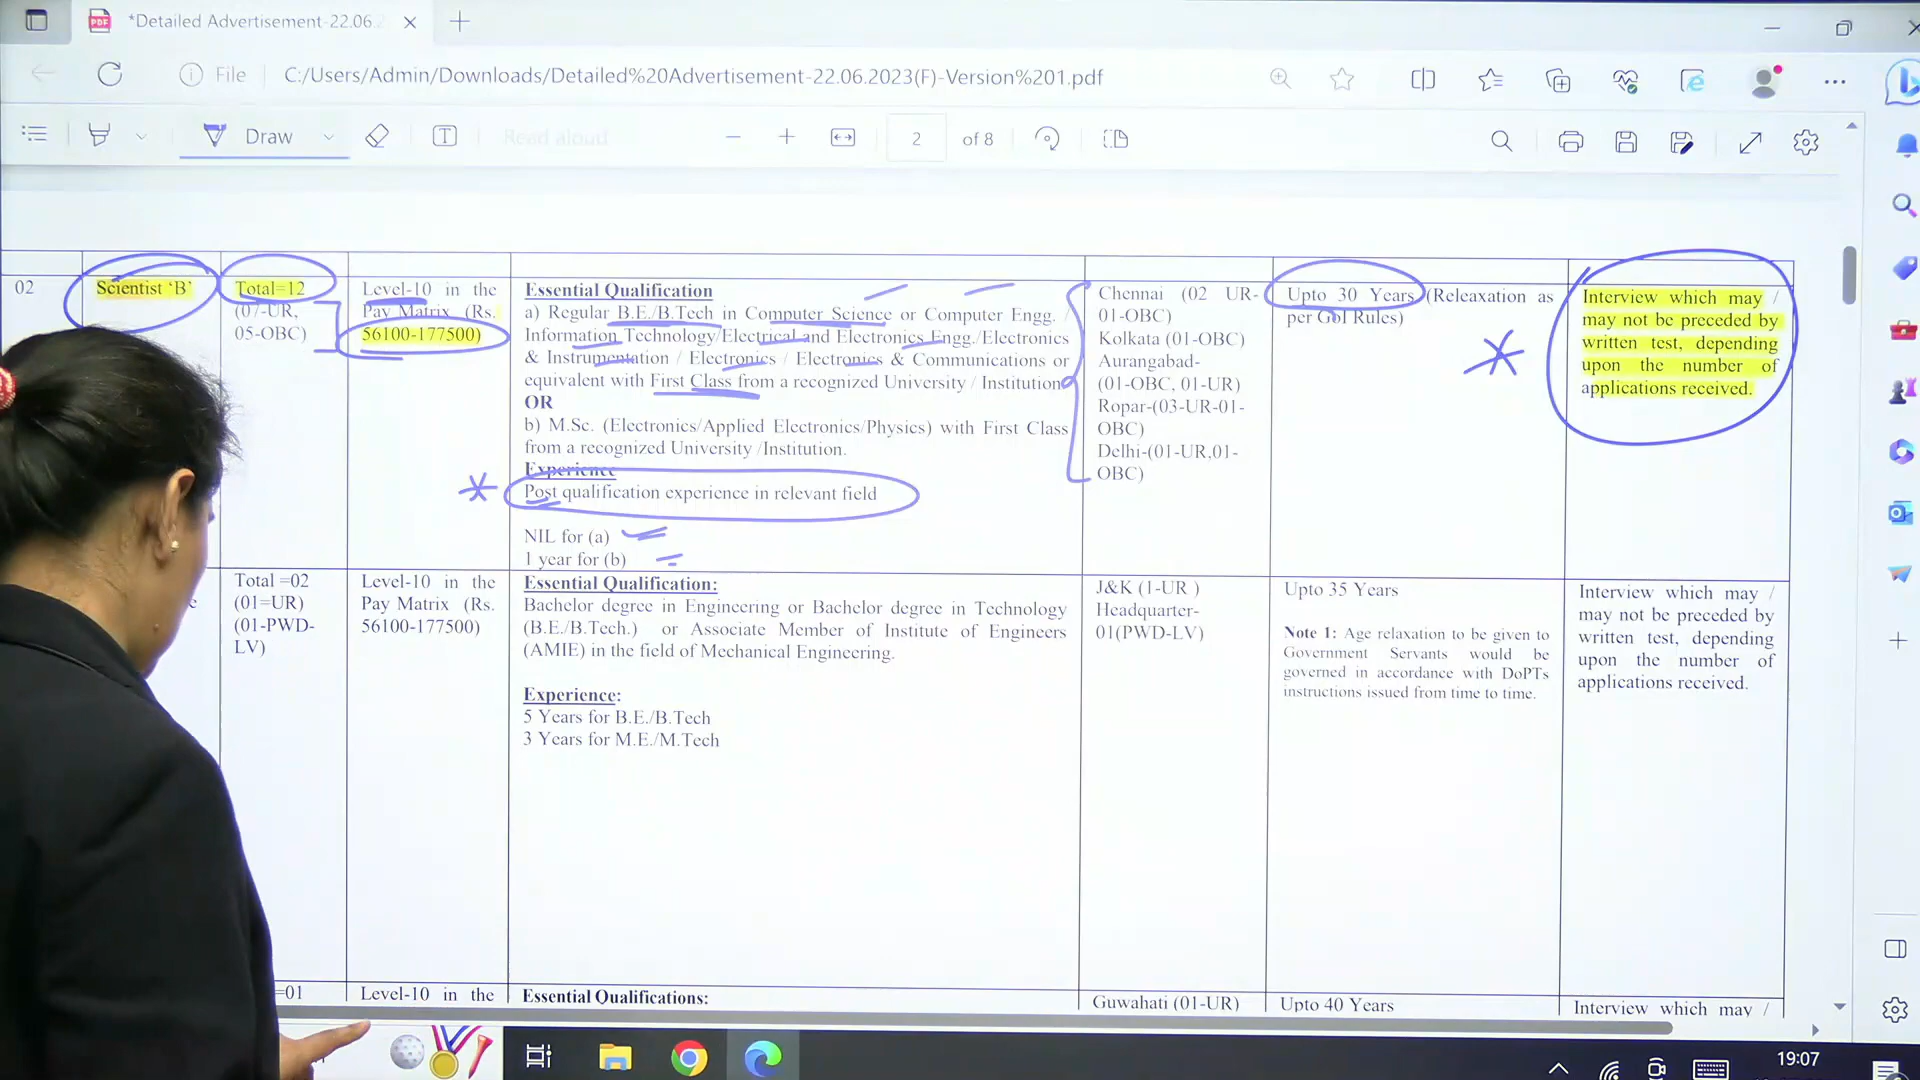 *Detailed Advertisement-22.06.2
File
C:/Users/Admin/Downloads/Detailed%20Advertisement-22.06.2023(F)-Version%201.pdf
Draw
Read aloud
2 of 8
02
Scientist ‘B’
Total=12
(07-UR,
05-OBC)
Level-10 in the
Pay Matrix (Rs.
56100-177500)
Essential Qualification
a) Regular B.E./B.Tech in Computer Science or Computer Engg. /
Information Technology/Electrical and Electronics Engg./Electronics
& Instrumentation / Electronics / Electronics & Communications or
equivalent with First Class from a recognized University / Institution
OR
b) M.Sc. (Electronics/Applied Electronics/Physics) with First Class
from a recognized University /Institution.
Experience
Post qualification experience in relevant field
NIL for (a)
1 year for (b)
Chennai (02 UR-
01-OBC)
Kolkata (01-OBC)
Aurangabad-
(01-OBC, 01-UR)
Ropar-(03-UR-01-
OBC)
Delhi-(01-UR,01-
OBC)
Upto 30 Years (Releaxation as
per GoI Rules)
Interview which may /
may not be preceded by
written test, depending
upon the number of
applications received.
Total =02
(01=UR)
(01-PWD-
LV)
Level-10 in the
Pay Matrix (Rs.
56100-177500)
Essential Qualification:
Bachelor degree in Engineering or Bachelor degree in Technology
(B.E./B.Tech.) or Associate Member of Institute of Engineers
(AMIE) in the field of Mechanical Engineering.
Experience:
5 Years for B.E./B.Tech
3 Years for M.E./M.Tech
J&K (1-UR )
Headquarter-
01(PWD-LV)
Upto 35 Years
Note 1: Age relaxation to be given to
Government Servants would be
governed in accordance with DoPTs
instructions issued from time to time.
Interview which may /
may not be preceded by
written test, depending
upon the number of
applications received.
=01
Level-10 in the
Essential Qualifications:
Guwahati (01-UR)
Upto 40 Years
Interview which may /
19:07